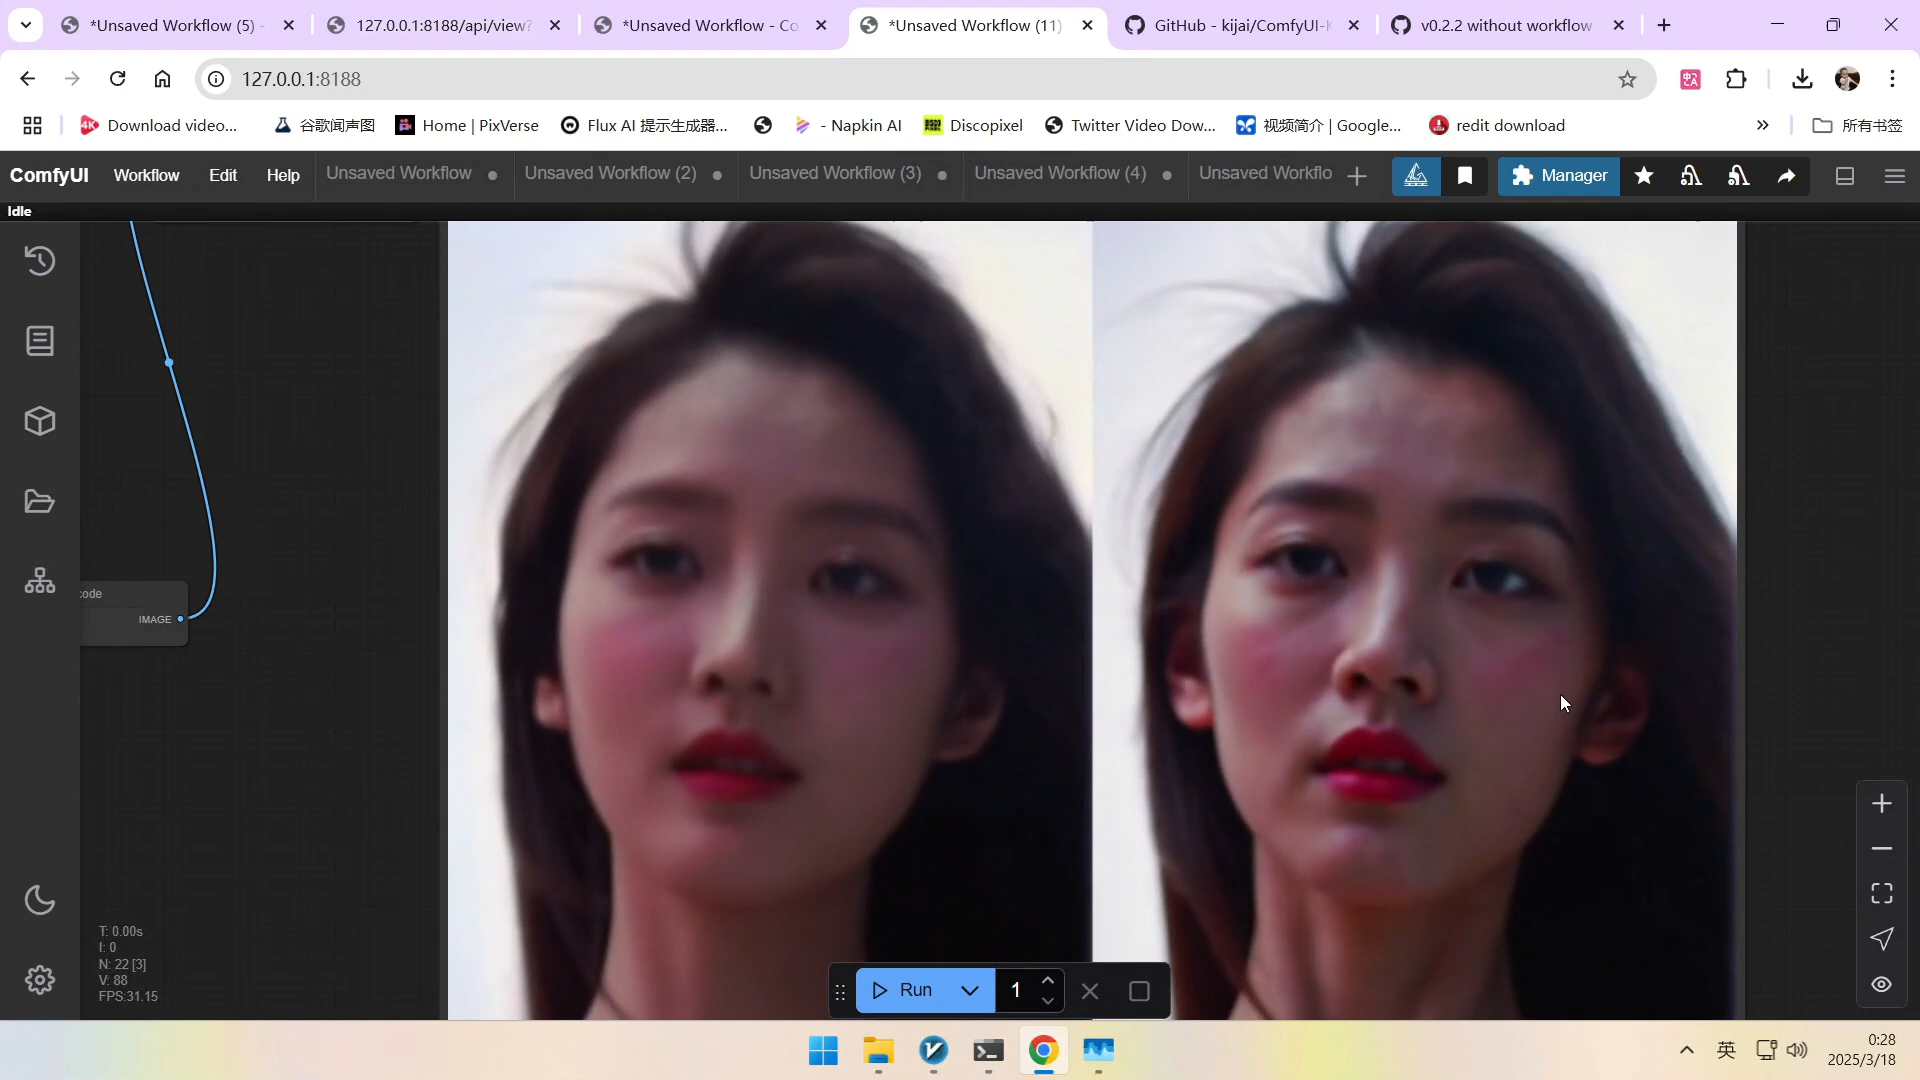 *Unsaved Workflow (5) -
127.0.0.1:8188/api/view?
*Unsaved Workflow - Co
*Unsaved Workflow (11)
GitHub - kijai/ComfyUI-K
v0.2.2 without workflow
127.0.0.1:8188
Download video...
谷歌闻声图
Home | PixVerse
Flux AI 提示生成器...
- Napkin AI
Discopixel
Twitter Video Dow...
视频简介 | Google...
redit download
所有书签
ComfyUI
Workflow
Edit
Help
Unsaved Workflow
Unsaved Workflow (2)
Unsaved Workflow (3)
Unsaved Workflow (4)
Unsaved Workflo
Manager
Idle
code
IMAGE
T: 0.00s
I: 0
N: 22 [3]
V: 88
FPS:31.15
Run
1
英
0:28
2025/3/18